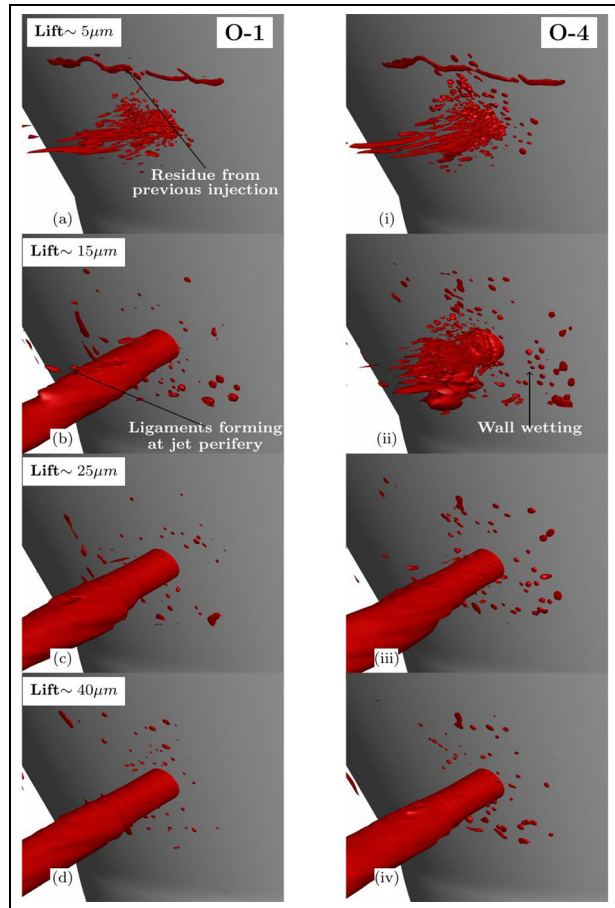 Lift∼ 5μm
O-1
O-4
Residue from
previous injection
(a)
(i)
Lift∼ 15μm
Ligaments forming
at jet perifery
Wall wetting
(b)
(ii)
Lift∼ 25μm
(c)
(iii)
Lift∼ 40μm
(d)
(iv)